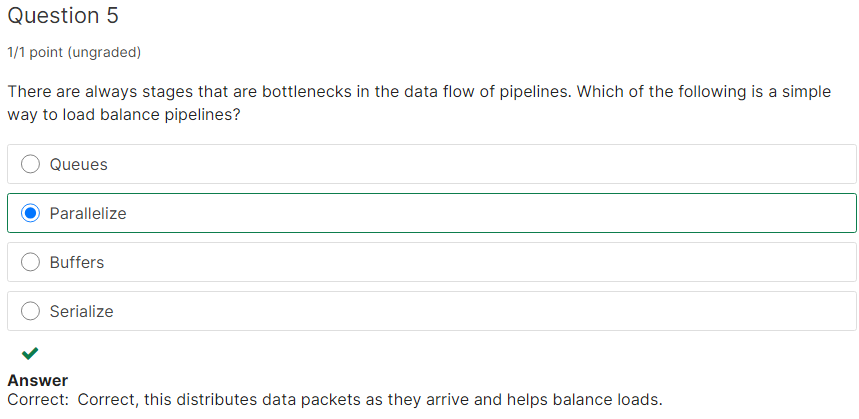 Question 5
1/1 point (ungraded)
There are always stages that are bottlenecks in the data flow of pipelines. Which of the following is a simple
way to load balance pipelines?
Queues
Parallelize
Buffers
Serialize
Answer
Correct:  Correct, this distributes data packets as they arrive and helps balance loads.